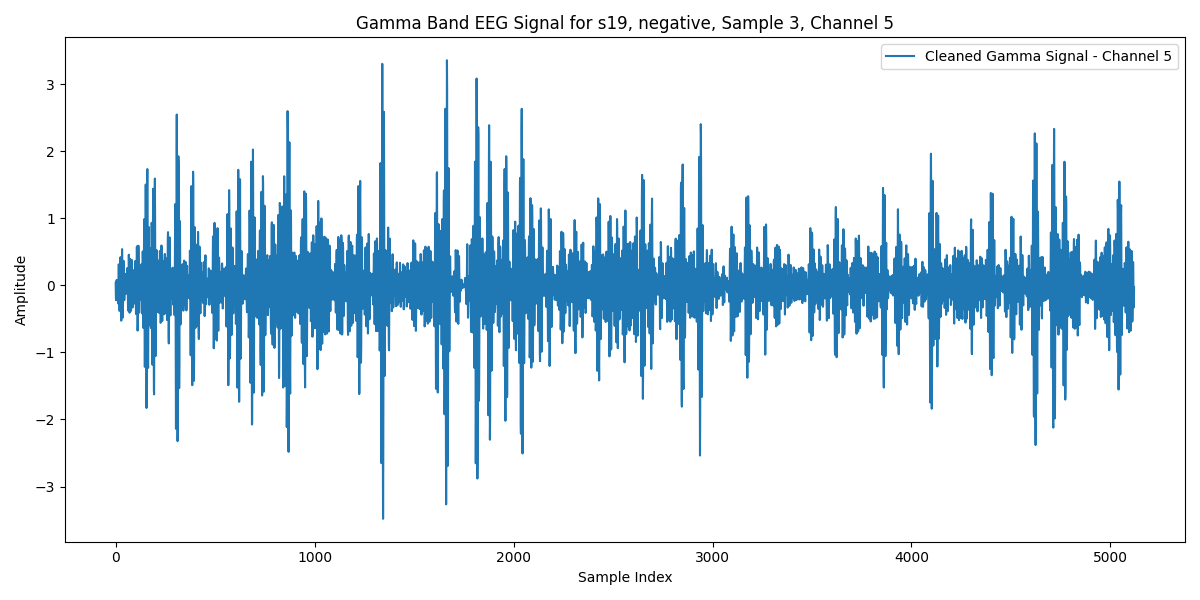 Gamma Band EEG Signal for s19, negative, Sample 3, Channel 5
Cleaned Gamma Signal - Channel 5
3
2
1
0
−1
−2
−3
Amplitude
0 1000 2000 3000 4000 5000
Sample Index